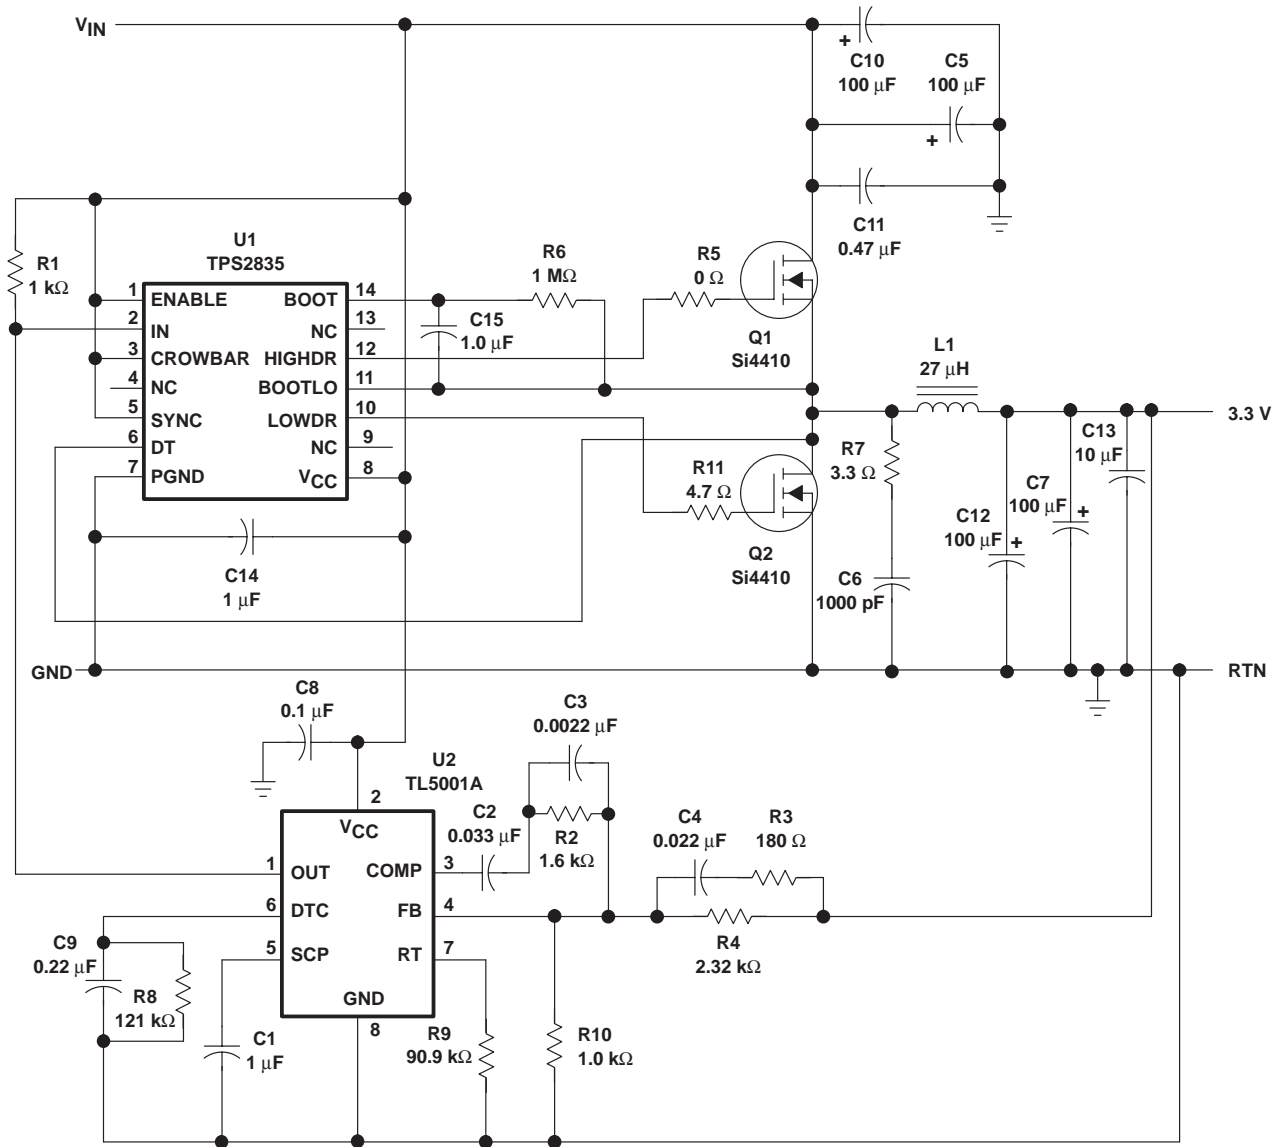 VIN
C10
100 μF
C5
100 μF
C11
0.47 μF
U1
TPS2835
R1
1 kΩ
1 ENABLE
2 IN
3 CROWBAR
4 NC
5 SYNC
6 DT
7 PGND
BOOT 14
NC 13
HIGHDR 12
BOOTLO 11
LOWDR 10
NC 9
VCC 8
R6
1 MΩ
C15
1.0 μF
R5
0 Ω
Q1
Si4410
L1
27 μH
3.3 V
R11
4.7 Ω
Q2
Si4410
R7
3.3 Ω
C6
1000 pF
C12
100 μF
C7
100 μF
C13
10 μF
+
+
+
+
C14
1 μF
GND
RTN
C8
0.1 μF
U2
TL5001A
2
VCC
1 OUT
6 DTC
5 SCP
COMP 3
FB 4
RT 7
GND
8
C3
0.0022 μF
C2
0.033 μF
R2
1.6 kΩ
C4
0.022 μF
R3
180 Ω
R4
2.32 kΩ
C9
0.22 μF
R8
121 kΩ
C1
1 μF
R9
90.9 kΩ
R10
1.0 kΩ